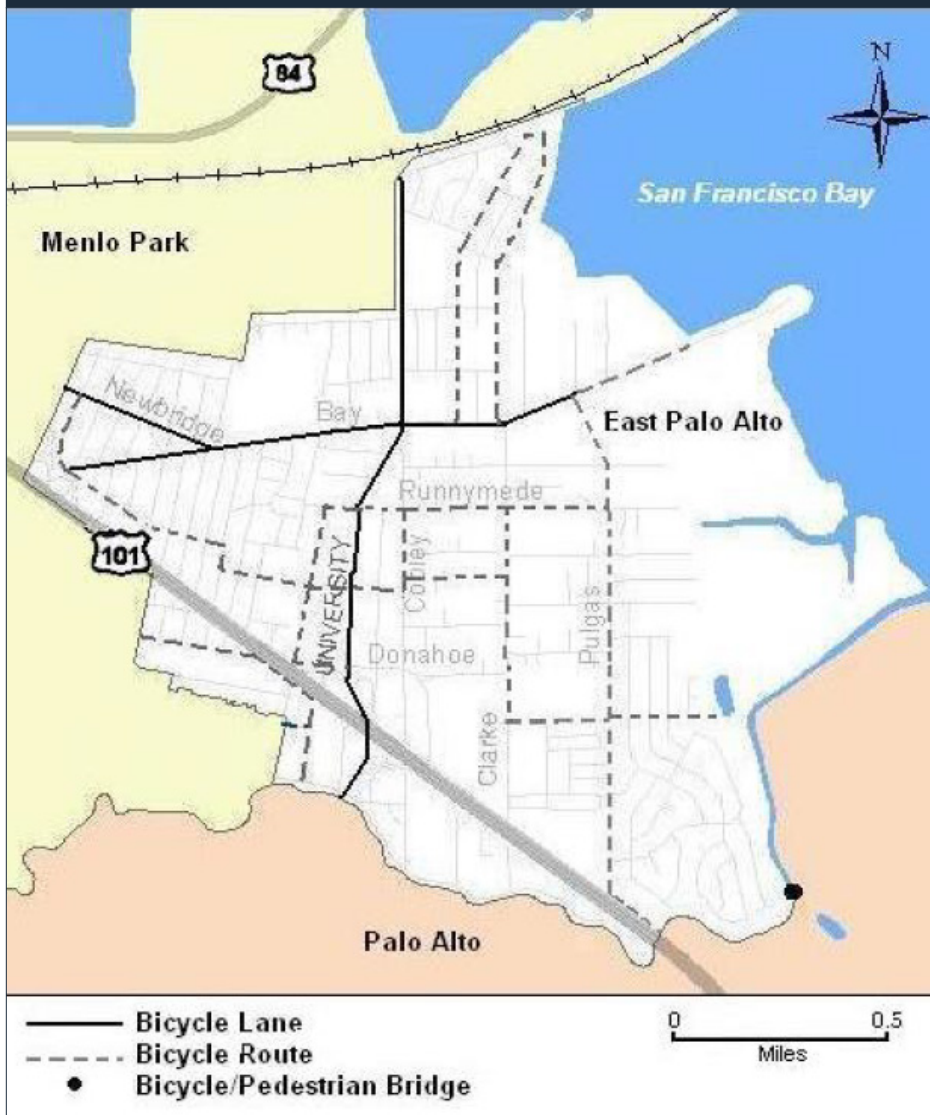 84
N
San Francisco Bay
Menlo Park
Newbridge
Bay
East Palo Alto
Runnymede
101
UNIVERSITY
Cooley
Pulgas
Donahoe
Clarke
Palo Alto
Bicycle Lane
Bicycle Route
Bicycle/Pedestrian Bridge
0 0.5
Miles